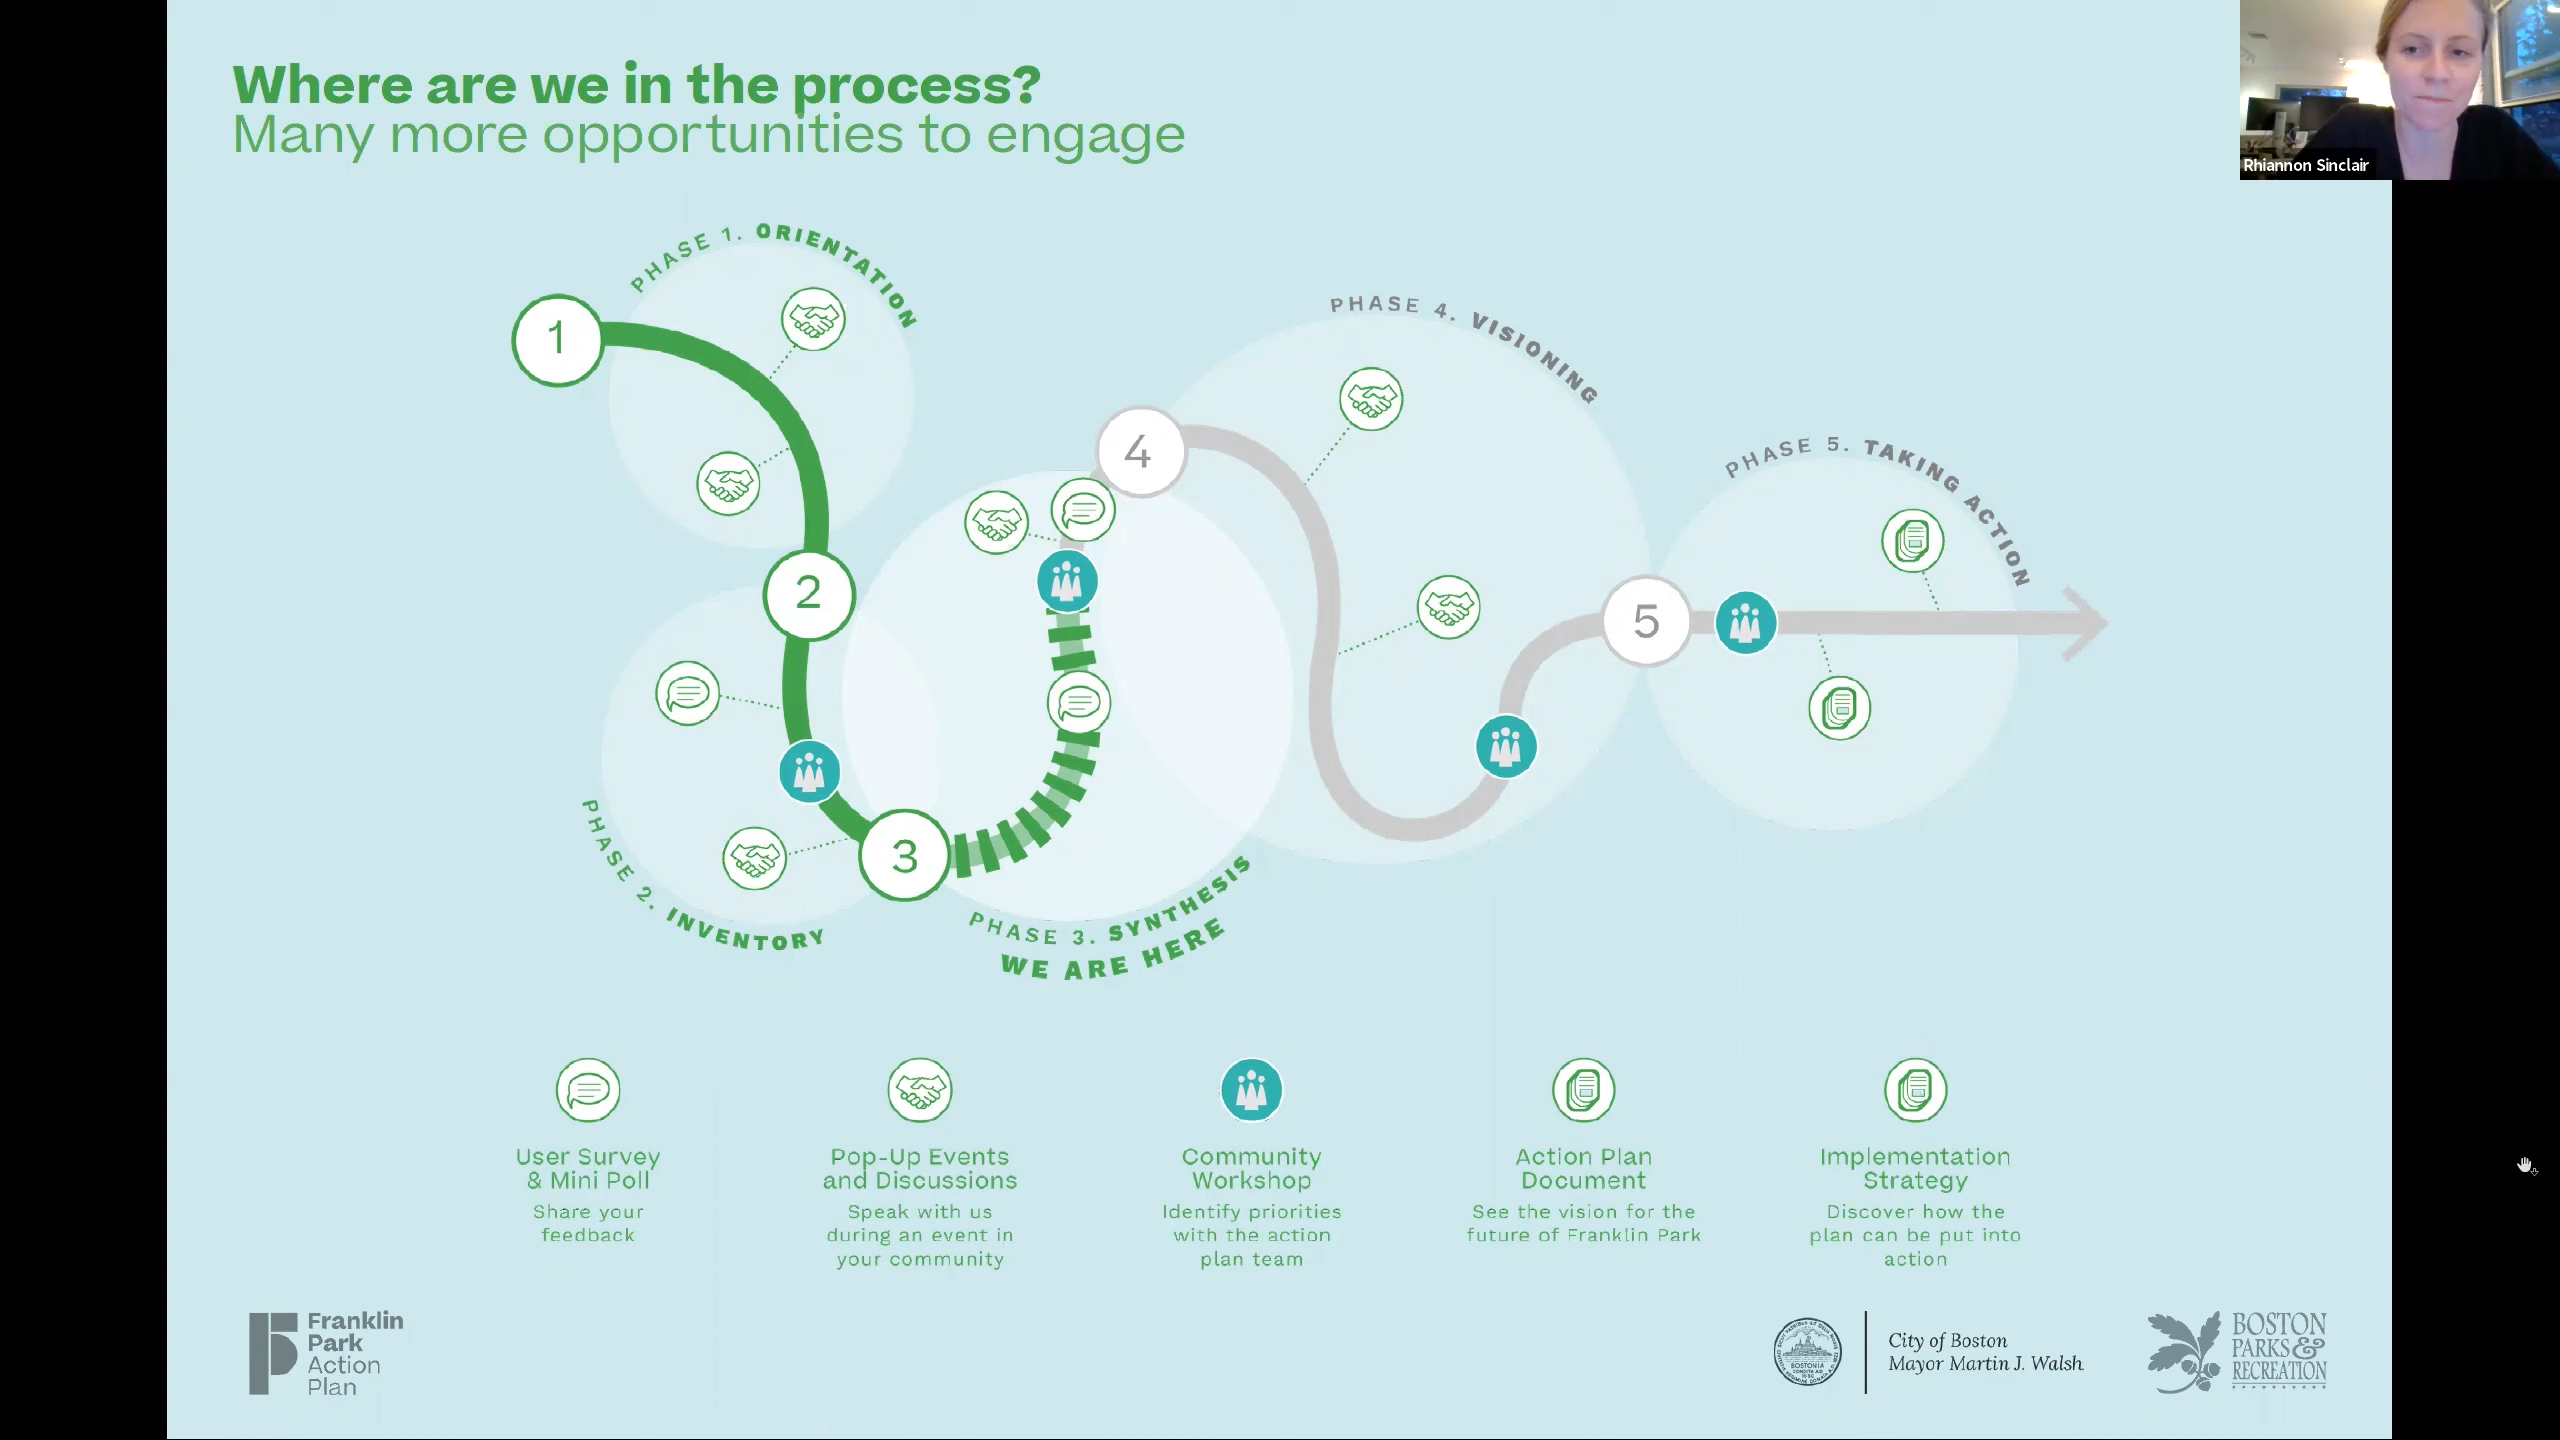 Where are we in the process?
Many more opportunities to engage
Rhiannon Sinclair
PHASE 1. ORIENTATION
1
PHASE 4. VISIONING
4
PHASE 5. TAKING ACTION
2
5
3
PHASE 2. INVENTORY
PHASE 3. SYNTHESIS
WE ARE HERE
User Survey
& Mini Poll
Share your
feedback
Pop-Up Events
and Discussions
Speak with us
during an event in
your community
Community
Workshop
Identify priorities
with the action
plan team
Action Plan
Document
See the vision for the
future of Franklin Park
Implementation
Strategy
Discover how the
plan can be put into
action
Franklin
Park
Action
Plan
BOSTONIA
City of Boston
Mayor Martin J. Walsh
BOSTON
PARKS &
RECREATION